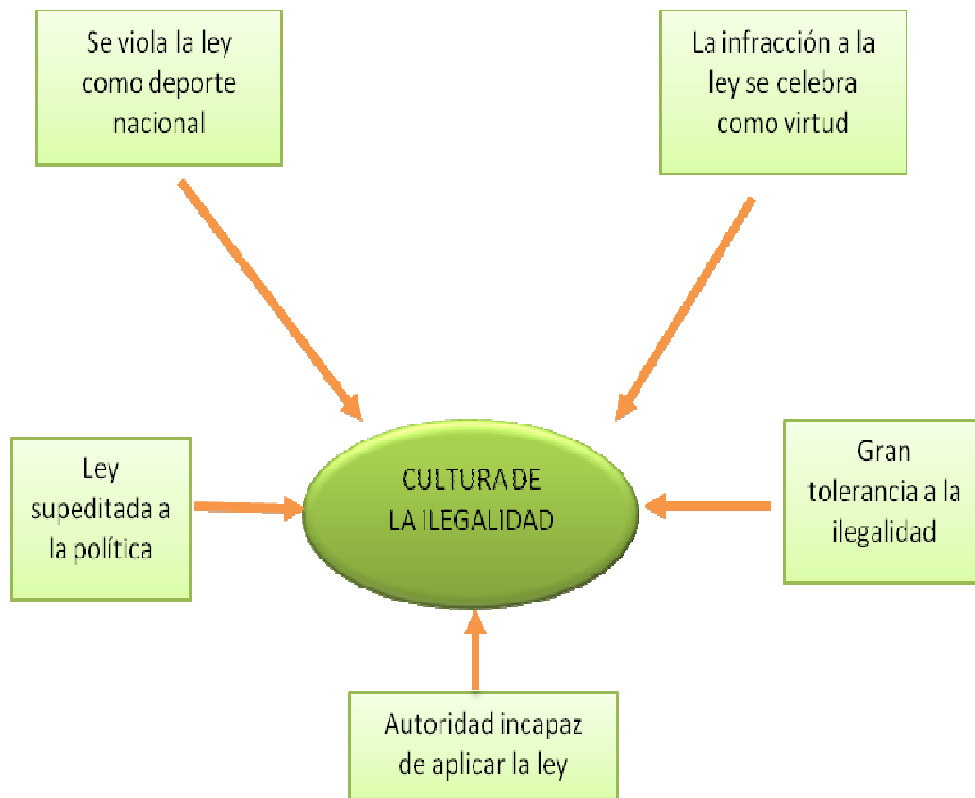 Se viola la ley
como deporte
nacional
La infracción a la
ley se celebra
como virtud
Ley
supeditada a
la política
CULTURA DE
LA ILEGALIDAD
Gran
tolerancia a la
ilegalidad
Autoridad incapaz
de aplicar la ley